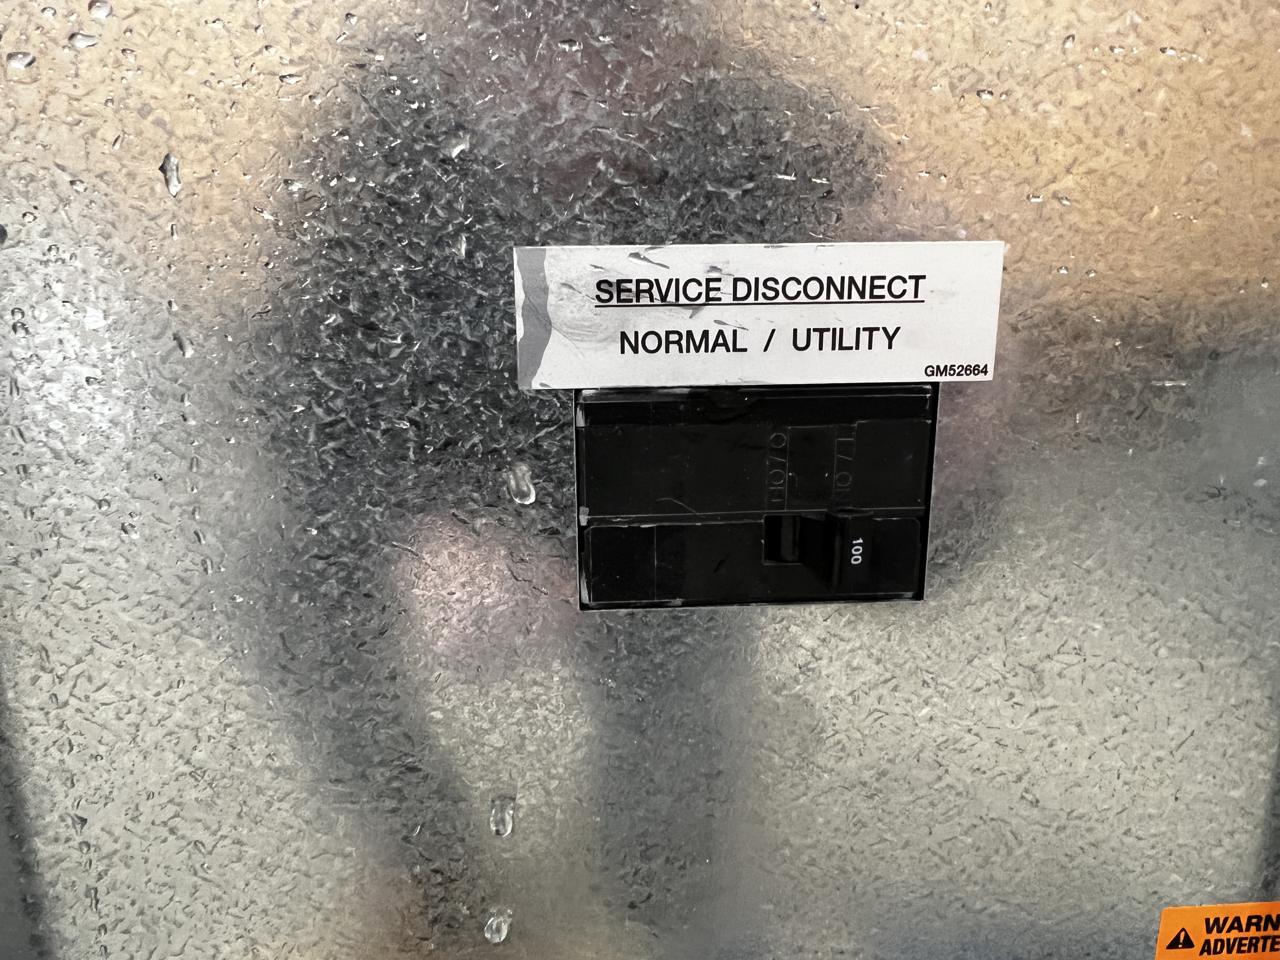 SERVICE DISCONNECT
NORMAL / UTILITY
GM52664
100
WARN
ADVERTE